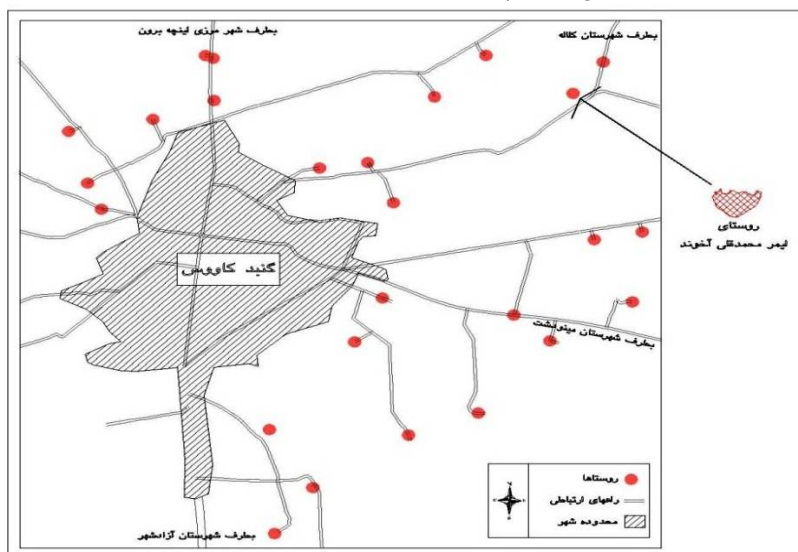 بطرف شهر مرزی اینچه برون
بطرف شهرستان کلاله
روستای
لیمر محمدقلی آخوند
گنبد کاووس
بطرف شهرستان مینودشت
روستاها
راههای ارتباطی
محدوده شهر
بطرف شهرستان آزادشهر